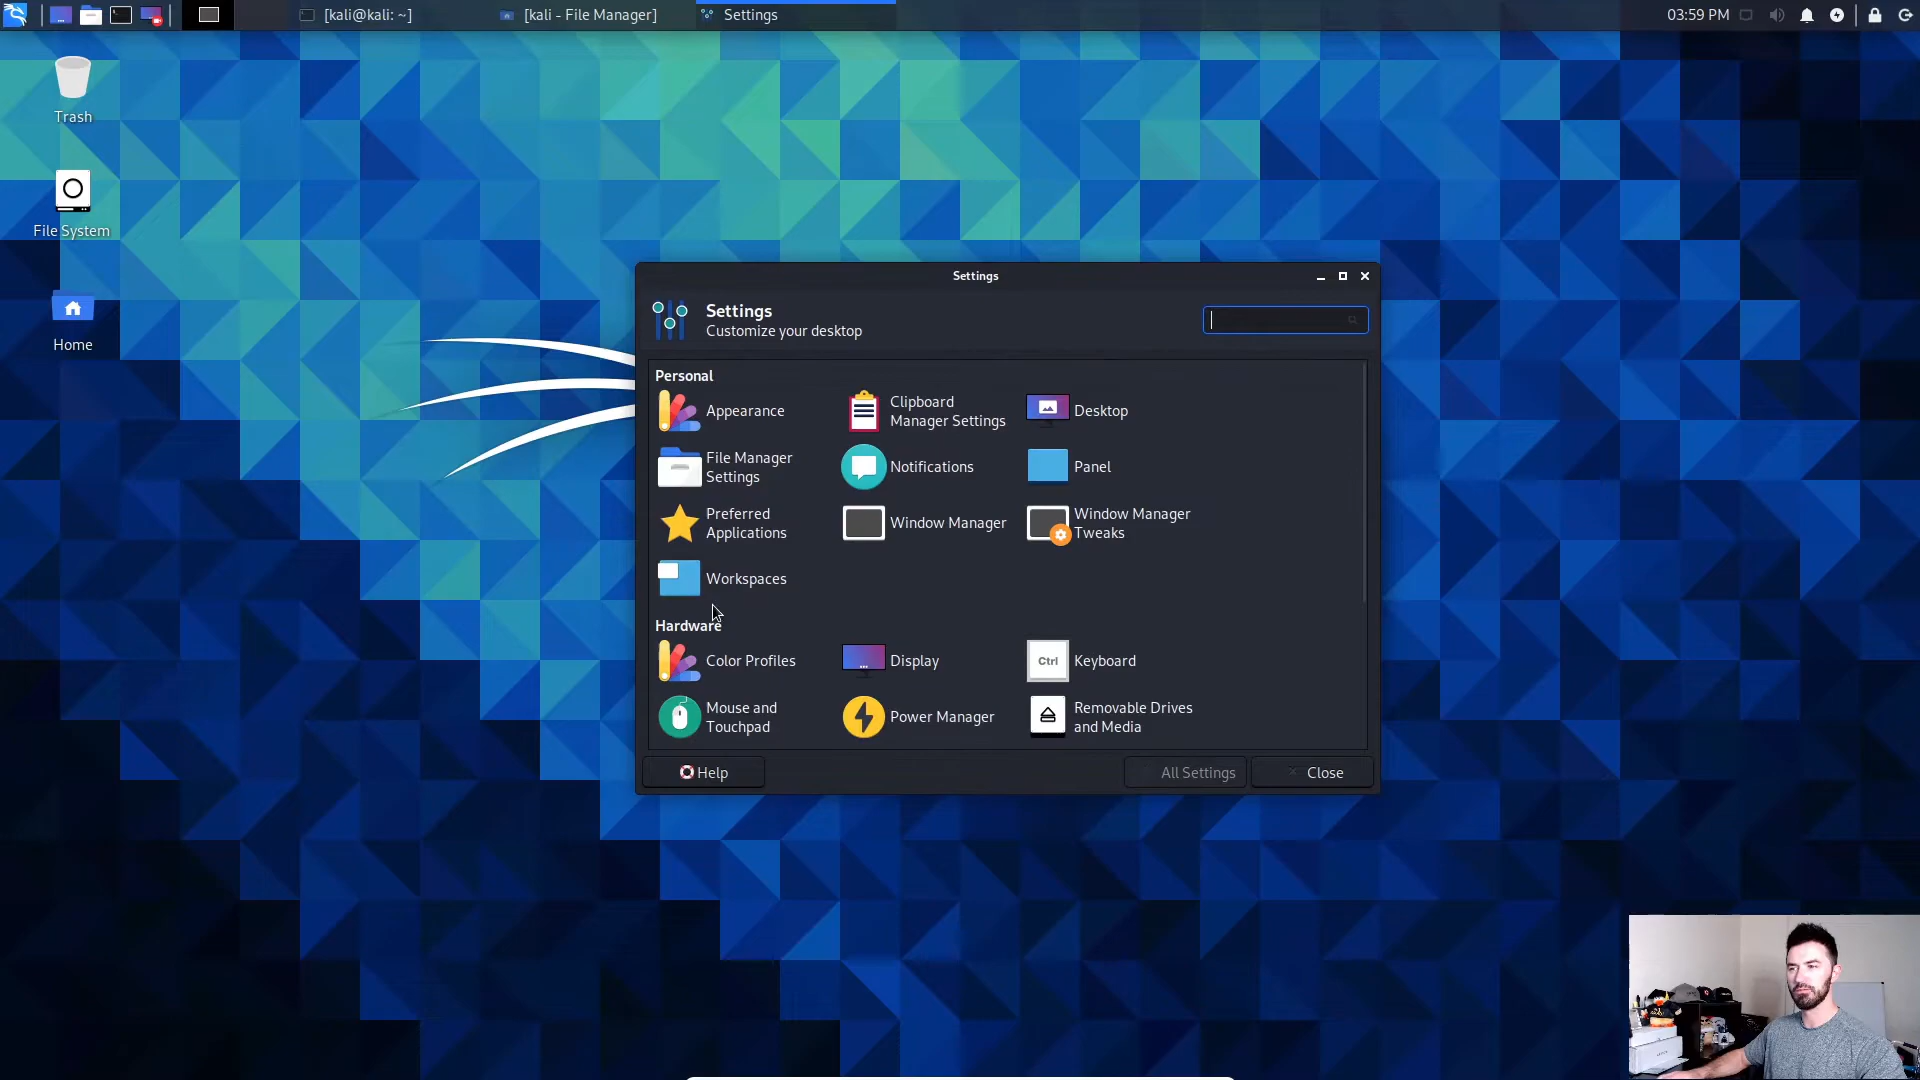 [kali@kali: ~]
[kali - File Manager]
Settings
03:59 PM
Trash
File System
Home
Settings
Settings
Customize your desktop
Personal
Appearance
Clipboard
Manager Settings
Desktop
File Manager
Settings
Notifications
Panel
Preferred
Applications
Window Manager
Window Manager
Tweaks
Workspaces
Hardware
Color Profiles
Display
Ctrl
Keyboard
Mouse and
Touchpad
Power Manager
Removable Drives
and Media
Help
All Settings
Close